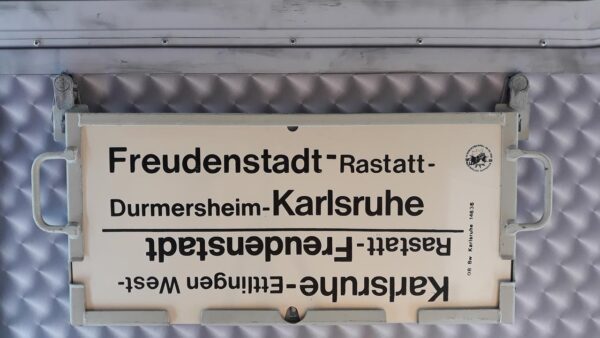 Freudenstadt-Rastatt-
Durmersheim-Karlsruhe
Karlsruhe-Ettlingen West-
Rastatt-Freudenstadt